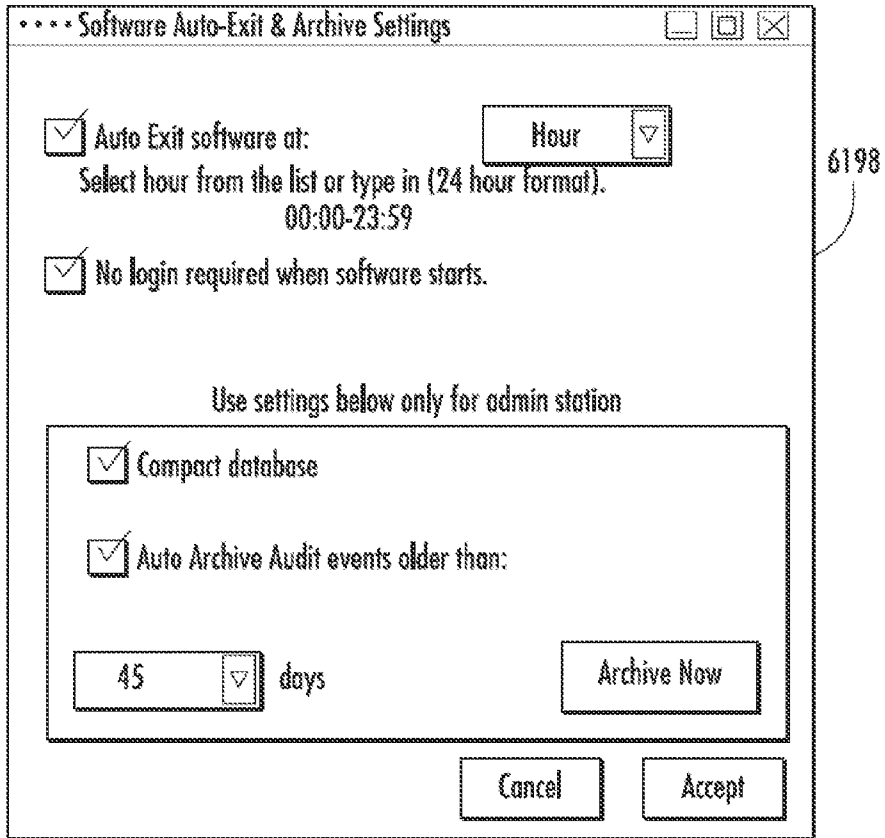 •••• Software Auto-Exit & Archive Settings
Auto Exit software at:
Hour
Select hour from the list or type in (24 hour format).
00:00-23:59
6198
No login required when software starts.
Use settings below only for admin station
Compact database
Auto Archive Audit events older than:
45 days
Archive Now
Cancel
Accept